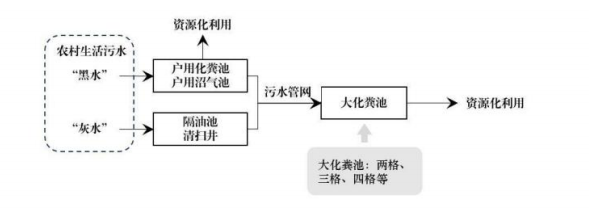 资源化利用
农村生活污水
“黑水”
户用化粪池
户用沼气池
污水管网
大化粪池
资源化利用
“灰水”
隔油池
清扫井
大化粪池：两格、
三格、四格等